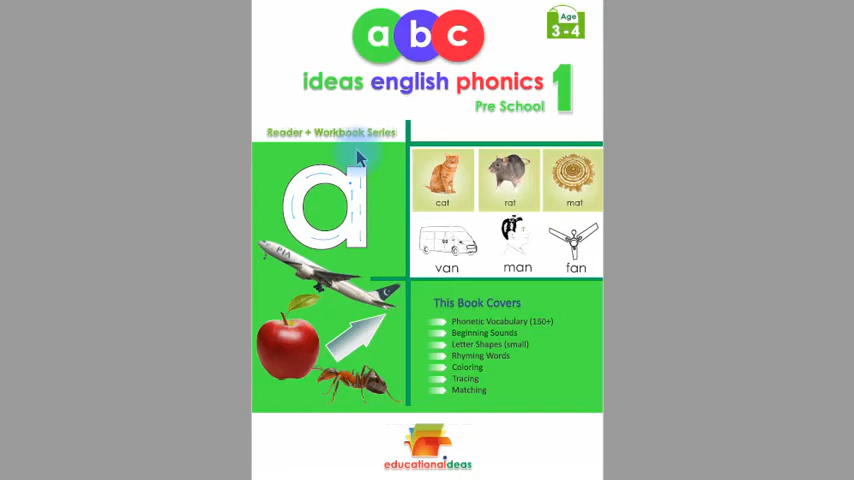 abc
Age
3 - 4
ideas english phonics 1
Pre School
Reader + Workbook Series
a
cat rat mat
van man fan
PIA
This Book Covers
Phonetic Vocabulary (150+)
Beginning Sounds
Letter Shapes (small)
Rhyming Words
Coloring
Tracing
Matching
educationalideas